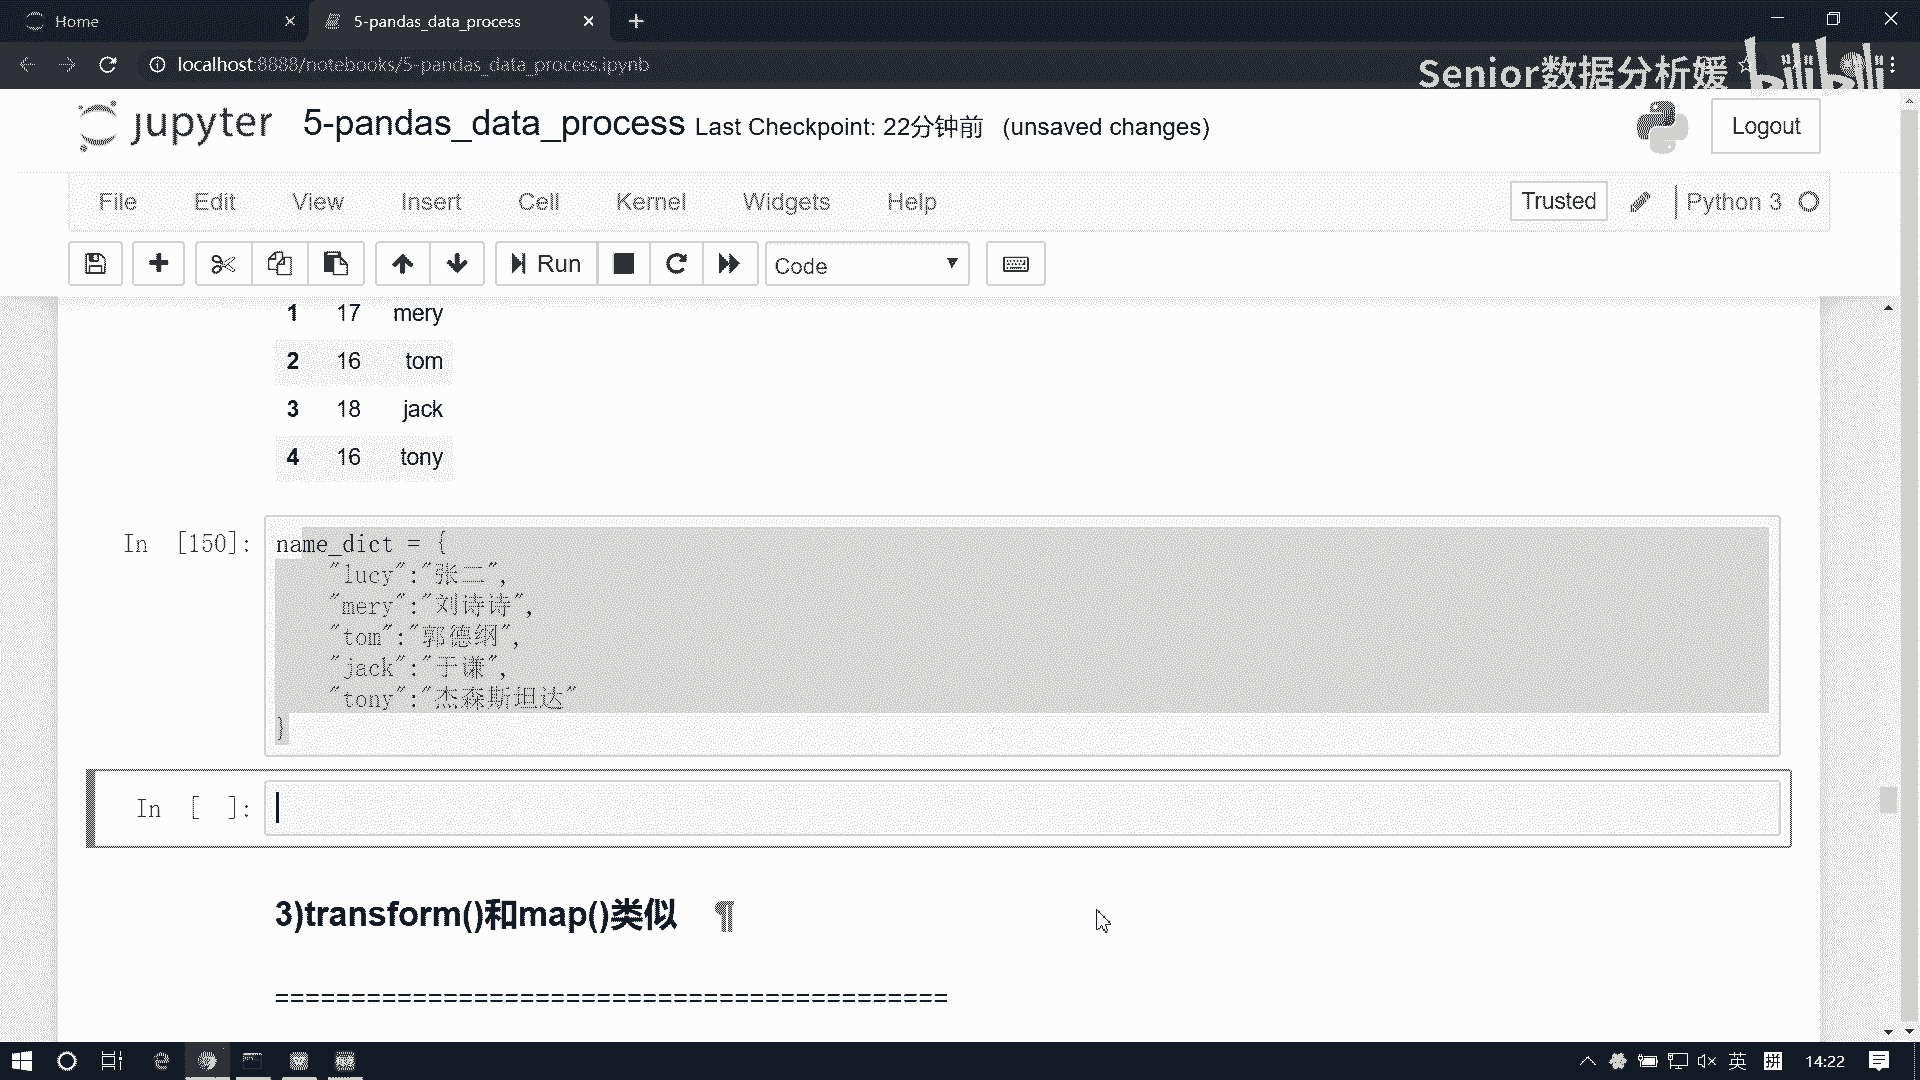 Home
5-pandas_data_process
localhost:8888/notebooks/5-pandas_data_process.ipynb
Senior数据分析媛
bilibili
jupyter 5-pandas_data_process Last Checkpoint: 22分钟前 (unsaved changes)
Logout
File Edit View Insert Cell Kernel Widgets Help
Trusted
Python 3
Run
Code
1 17 mery
2 16 tom
3 18 jack
4 16 tony
In [150]:
name_dict = {
"lucy":"张二",
"mery":"刘诗诗",
"tom":"郭德纲",
"jack":"于谦",
"tony":"杰森斯坦达"
}
In [ ]:
3)transform()和map()类似 ¶
============================================
英
拼
14:22